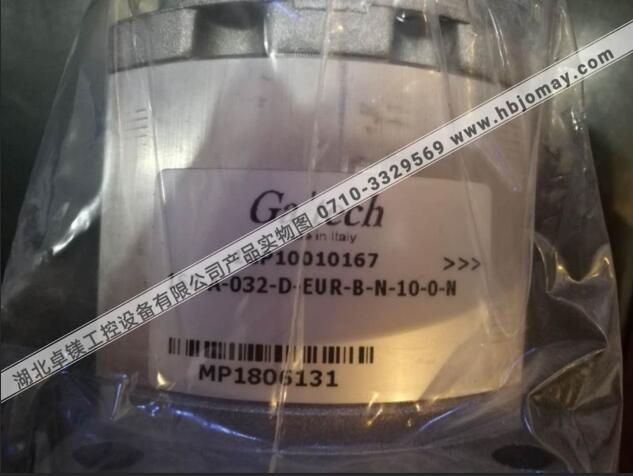 湖北卓镁工控设备有限公司产品实物图 0710-3329569 www.hbjomay.com
in Italy
P10010167 >>>
A-032-D-EUR-B-N-10-0-N
MP1806131